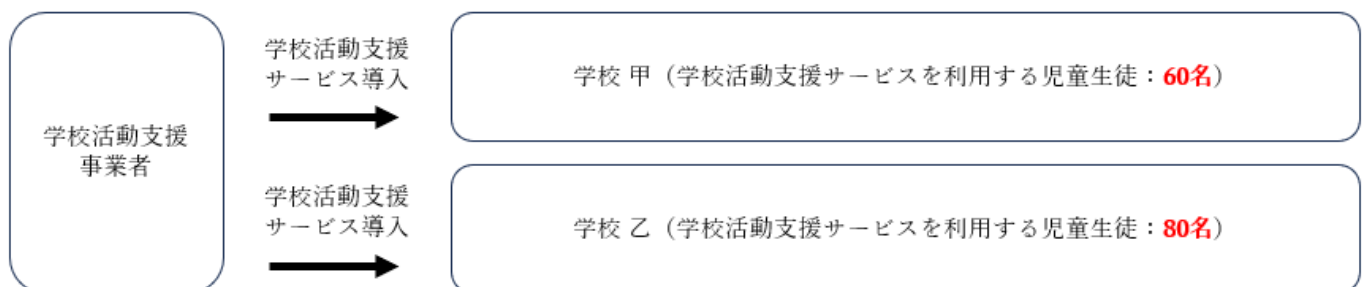 学校活動支援
事業者
学校活動支援
サービス導入
学校 甲（学校活動支援サービスを利用する児童生徒：60名）
学校活動支援
サービス導入
学校 乙（学校活動支援サービスを利用する児童生徒：80名）